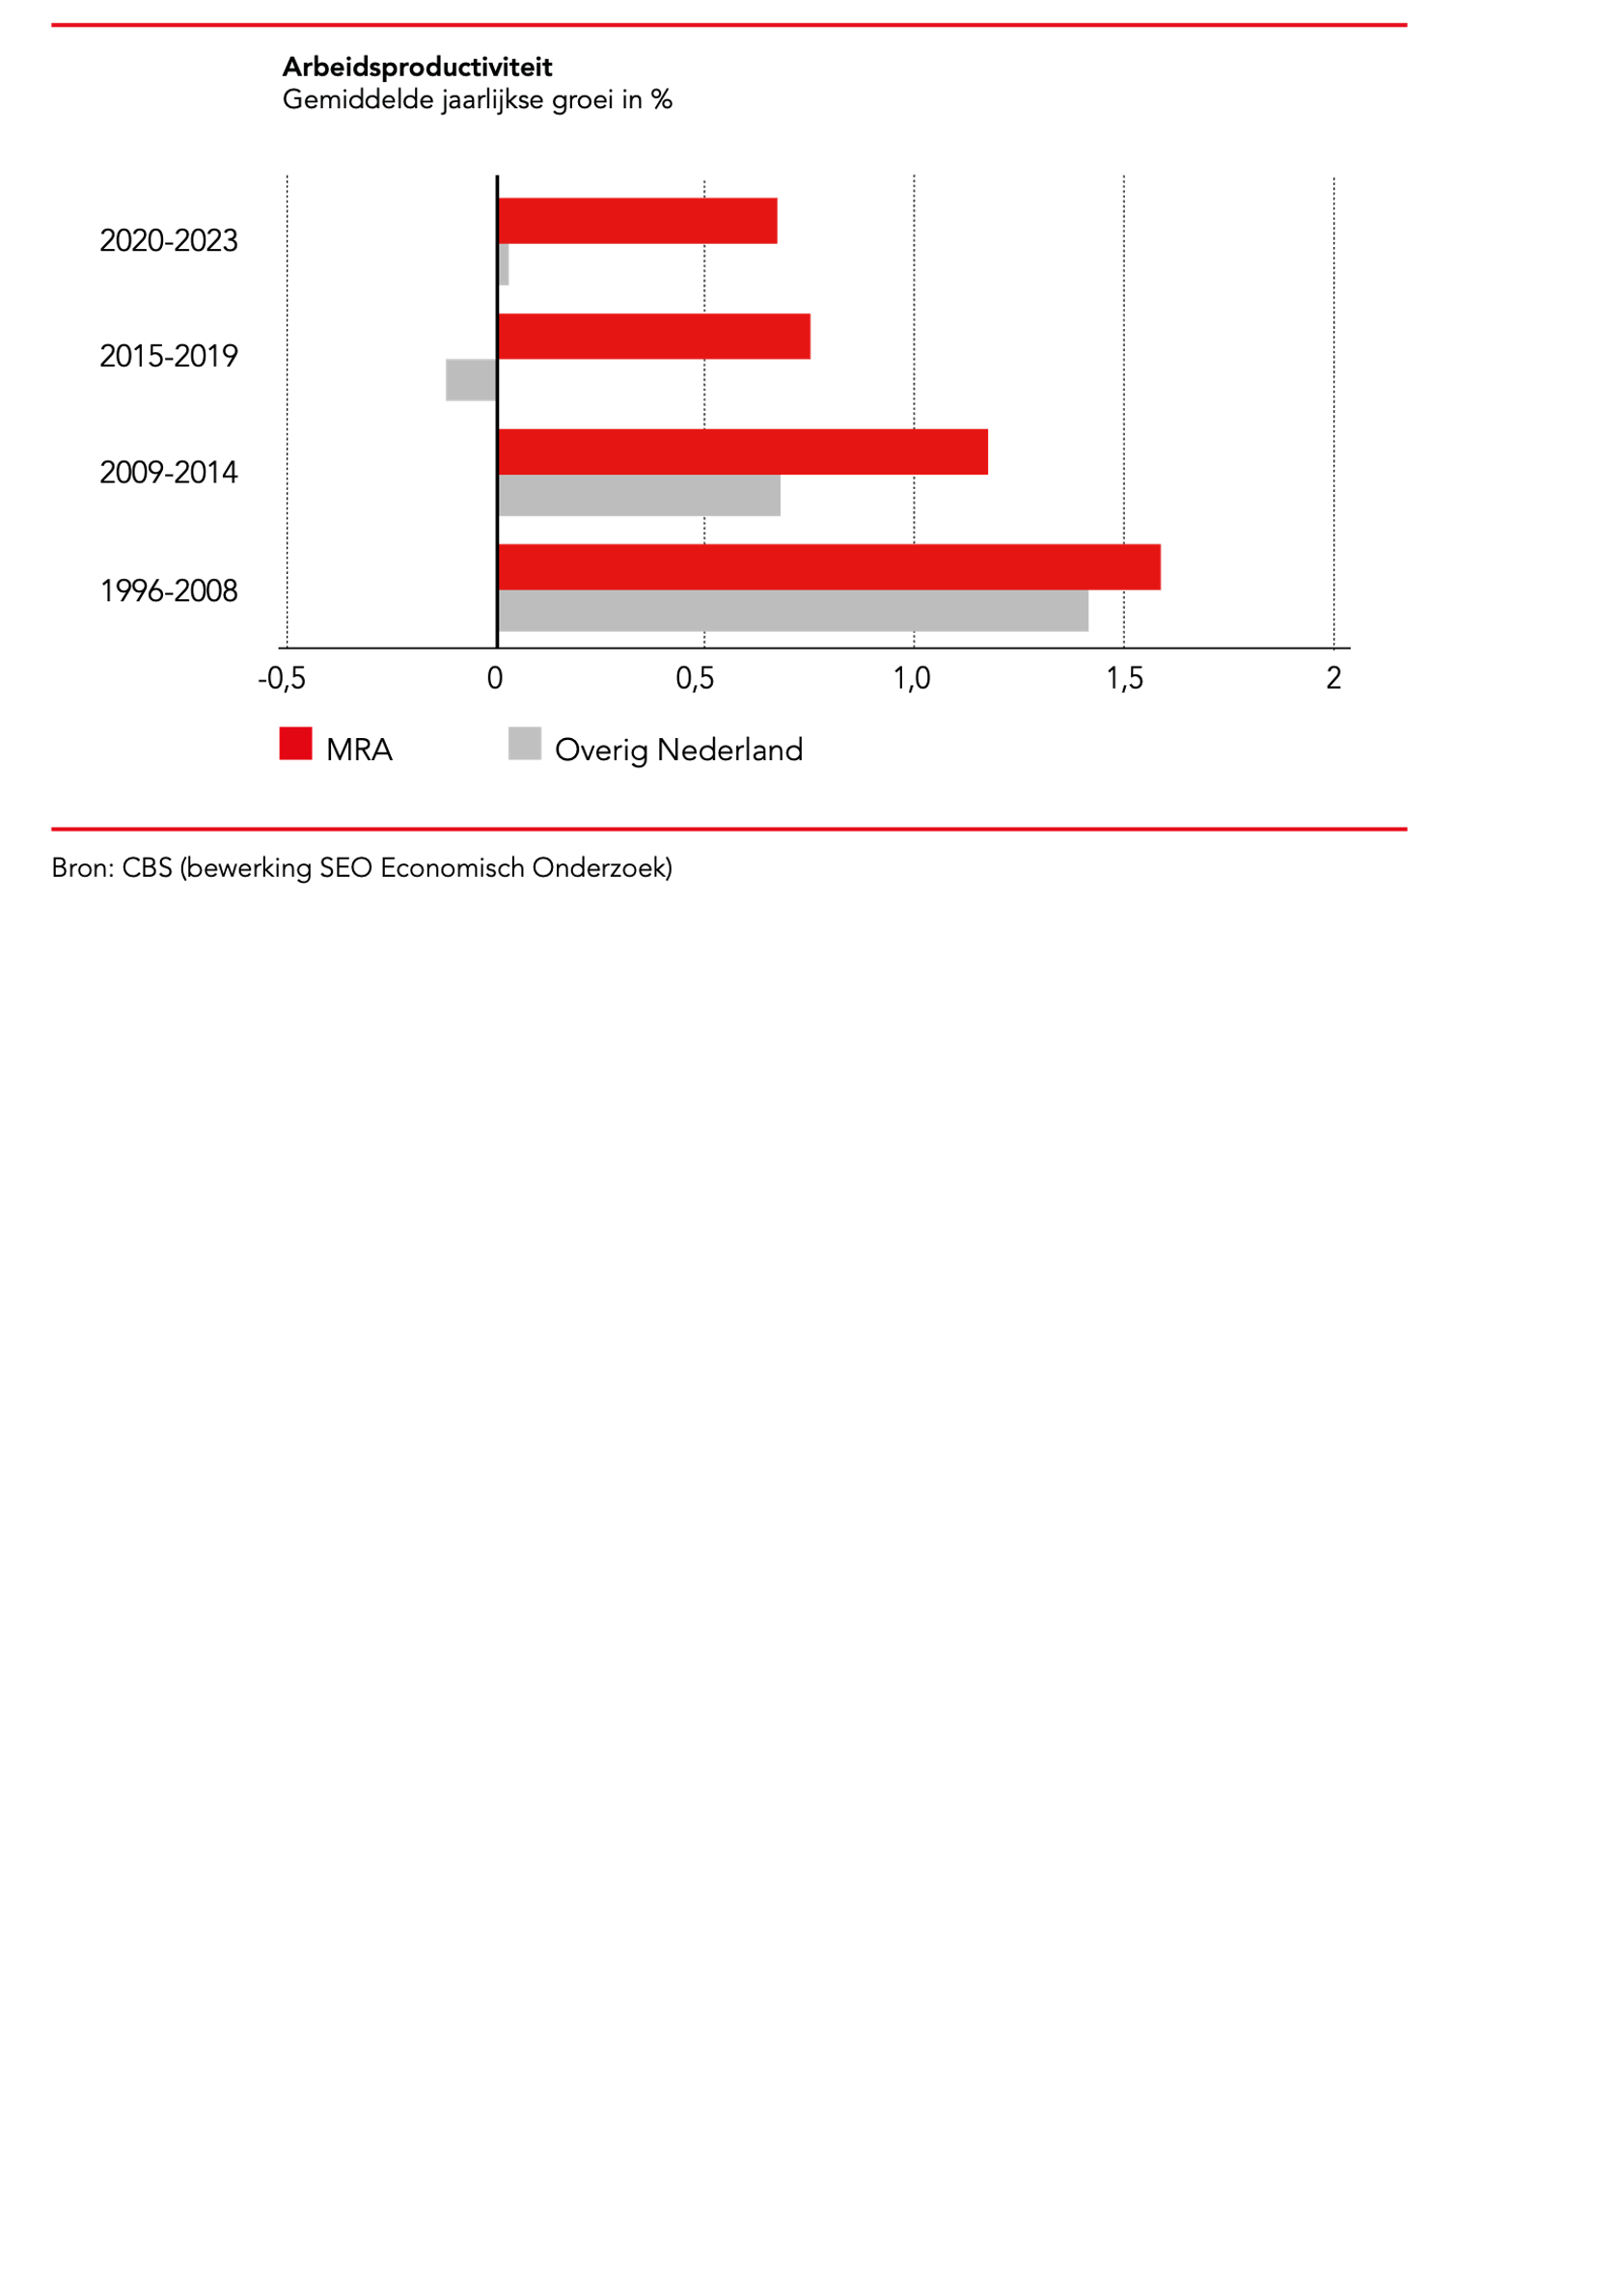 Arbeidsproductiviteit
Gemiddelde jaarlijkse groei in %
2020-2023
2015-2019
2009-2014
1996-2008
-0,5 0 0,5 1,0 1,5 2
MRA Overig Nederland
Bron: CBS (bewerking SEO Economisch Onderzoek)